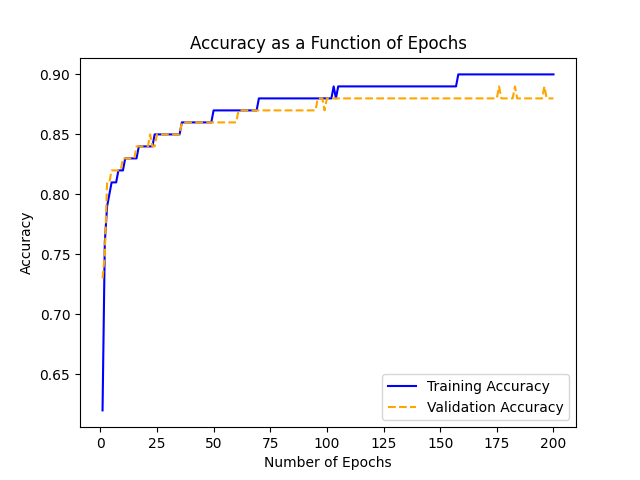 Accuracy as a Function of Epochs
0.90
0.85
0.80
0.75
0.70
0.65
Accuracy
0 25 50 75 100 125 150 175 200
Number of Epochs
Training Accuracy
Validation Accuracy